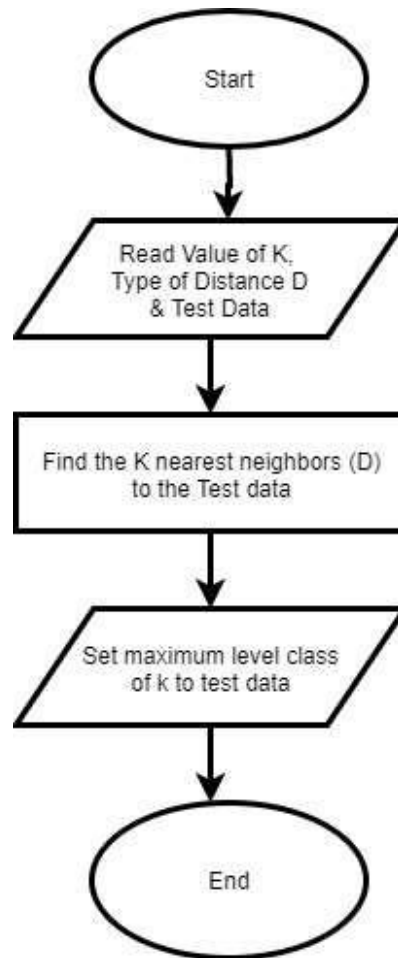 Start
Read Value of K,
Type of Distance D
& Test Data
Find the K nearest neighbors (D)
to the Test data
Set maximum level class
of k to test data
End